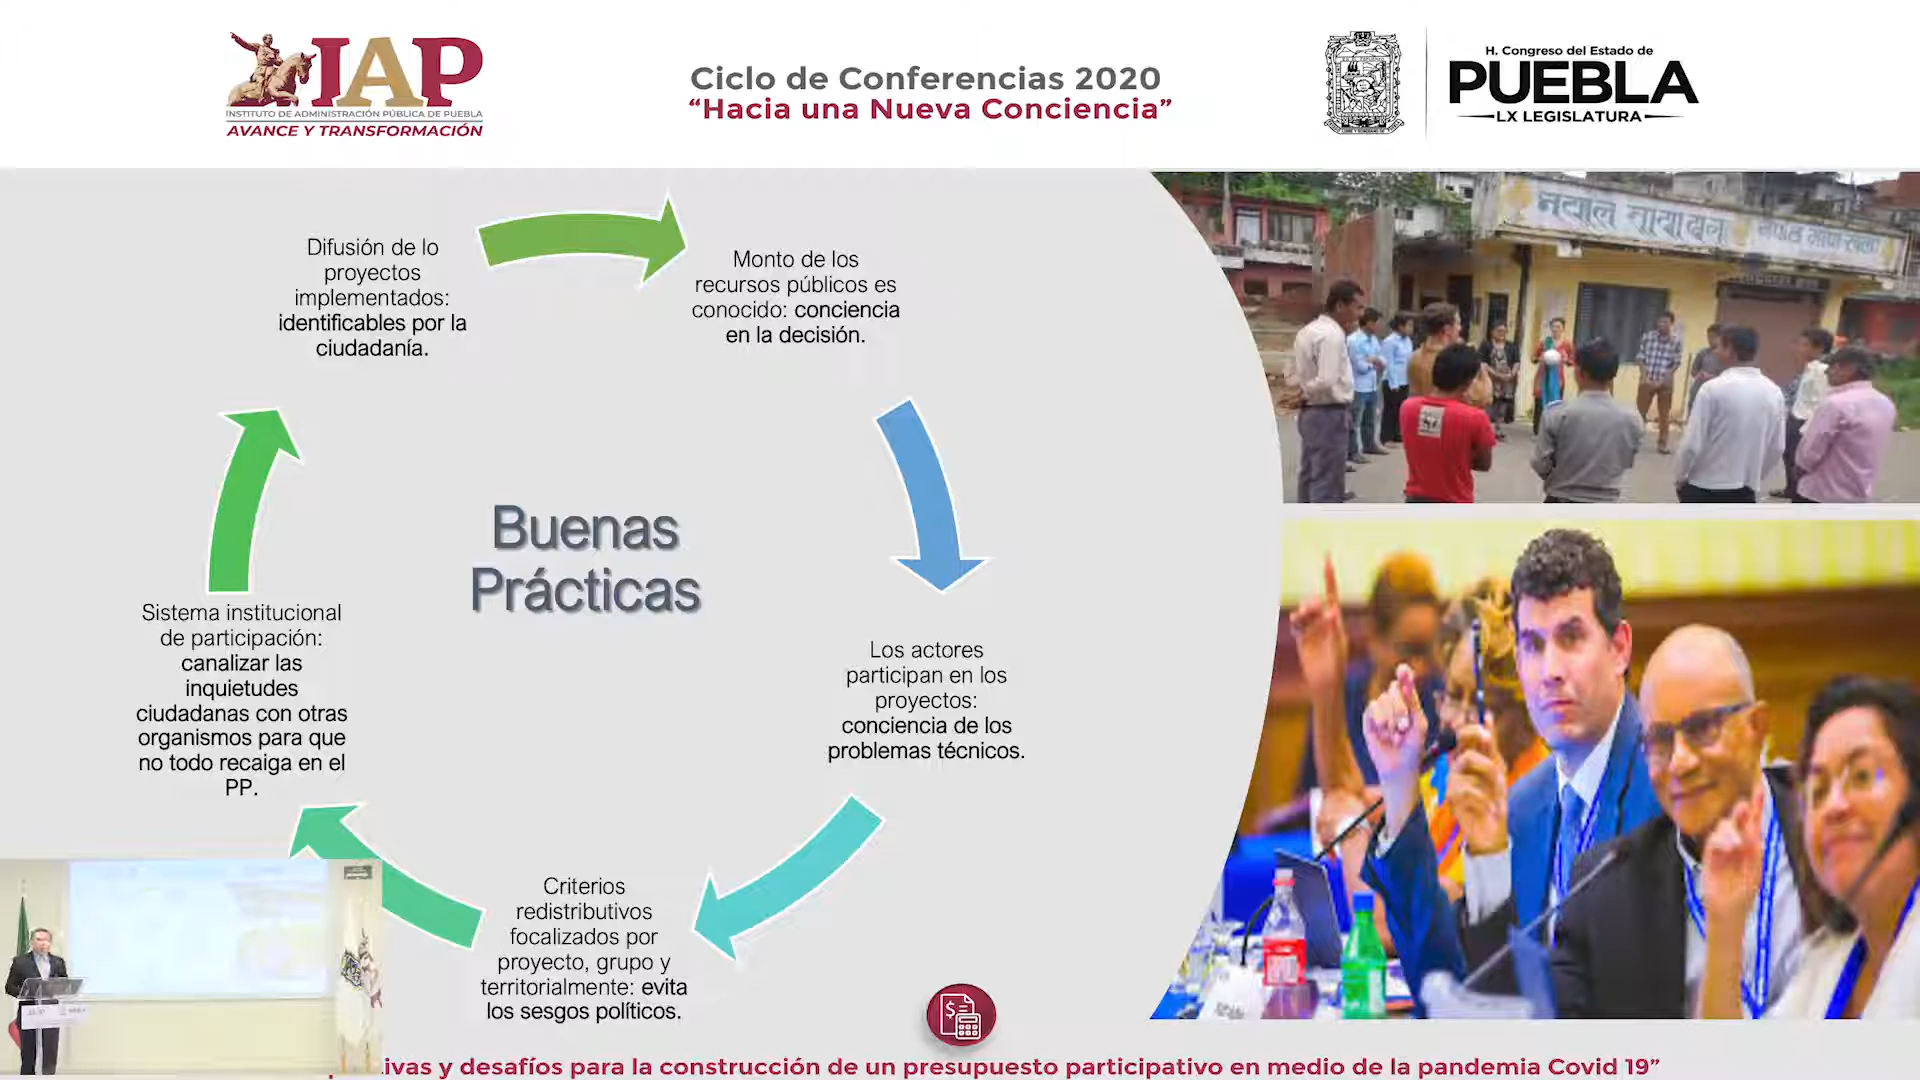 IAP
INSTITUTO DE ADMINISTRACIÓN PÚBLICA DE PUEBLA
AVANCE Y TRANSFORMACIÓN
Ciclo de Conferencias 2020
“Hacia una Nueva Conciencia”
H. Congreso del Estado de
PUEBLA
LX LEGISLATURA
Difusión de lo
proyectos
implementados:
identificables por la
ciudadanía.
Monto de los
recursos públicos es
conocido: conciencia
en la decisión.
Buenas
Prácticas
Los actores
participan en los
proyectos:
conciencia de los
problemas técnicos.
Sistema institucional
de participación:
canalizar las
inquietudes
ciudadanas con otras
organismos para que
no todo recaiga en el
PP.
Criterios
redistributivos
focalizados por
proyecto, grupo y
territorialmente: evita
los sesgos políticos.
ivas y desafíos para la construcción de un presupuesto participativo en medio de la pandemia Covid 19”